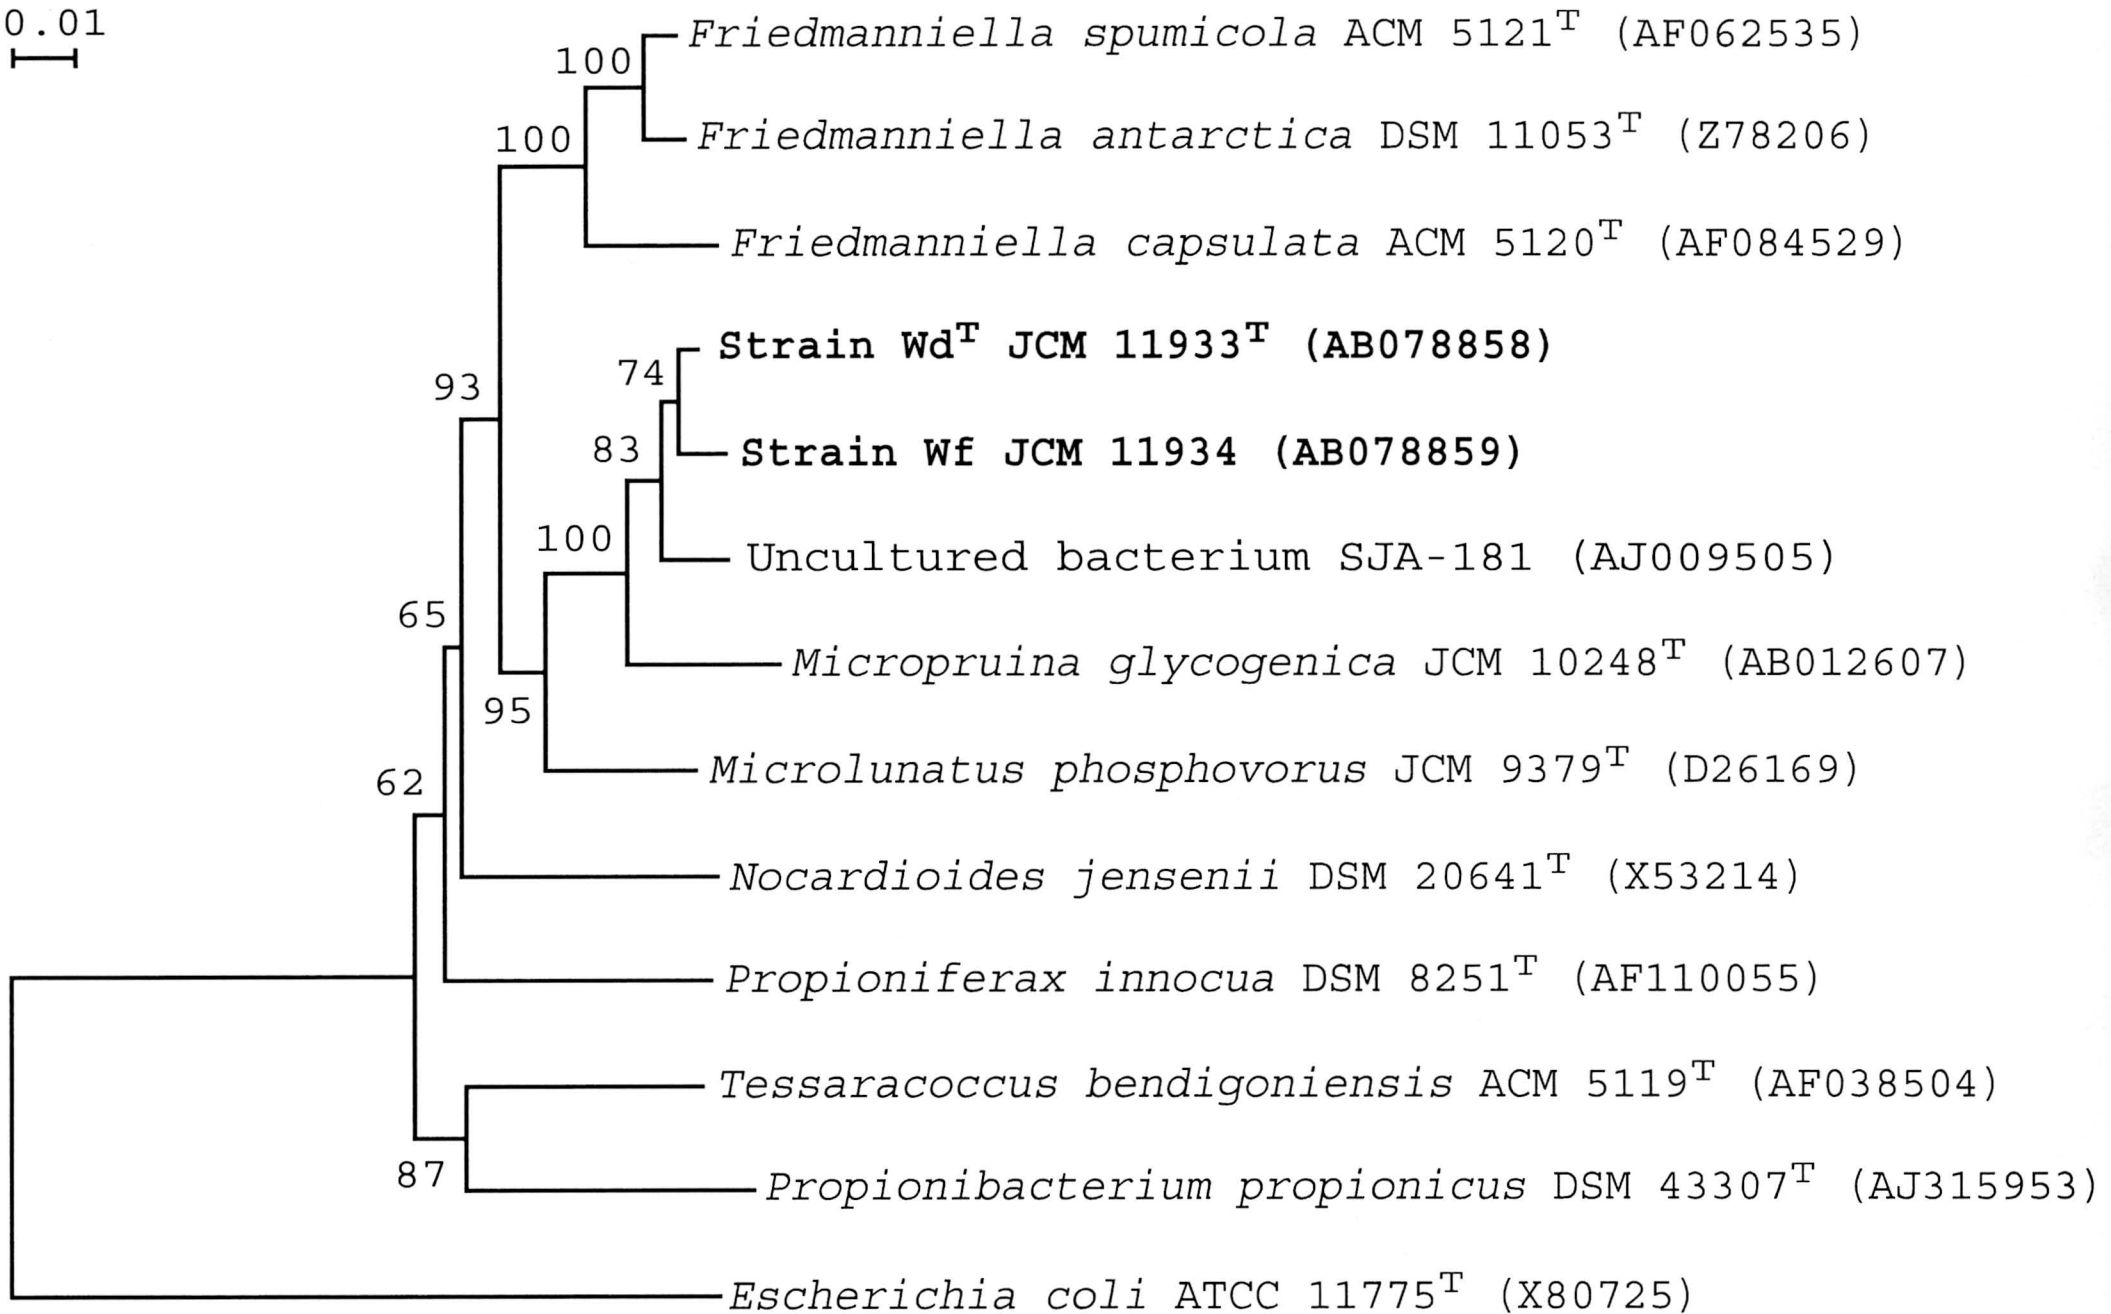 0.01
100
Friedmanniella spumicola ACM 5121ᵀ (AF062535)
100
Friedmanniella antarctica DSM 11053ᵀ (Z78206)
Friedmanniella capsulata ACM 5120ᵀ (AF084529)
93
74
Strain Wdᵀ JCM 11933ᵀ (AB078858)
83
Strain Wf JCM 11934 (AB078859)
100
Uncultured bacterium SJA-181 (AJ009505)
65
Micropruina glycogenica JCM 10248ᵀ (AB012607)
95
Microlunatus phosphovorus JCM 9379ᵀ (D26169)
62
Nocardioides jensenii DSM 20641ᵀ (X53214)
Propioniferax innocua DSM 8251ᵀ (AF110055)
Tessaracoccus bendigoniensis ACM 5119ᵀ (AF038504)
87
Propionibacterium propionicus DSM 43307ᵀ (AJ315953)
Escherichia coli ATCC 11775ᵀ (X80725)